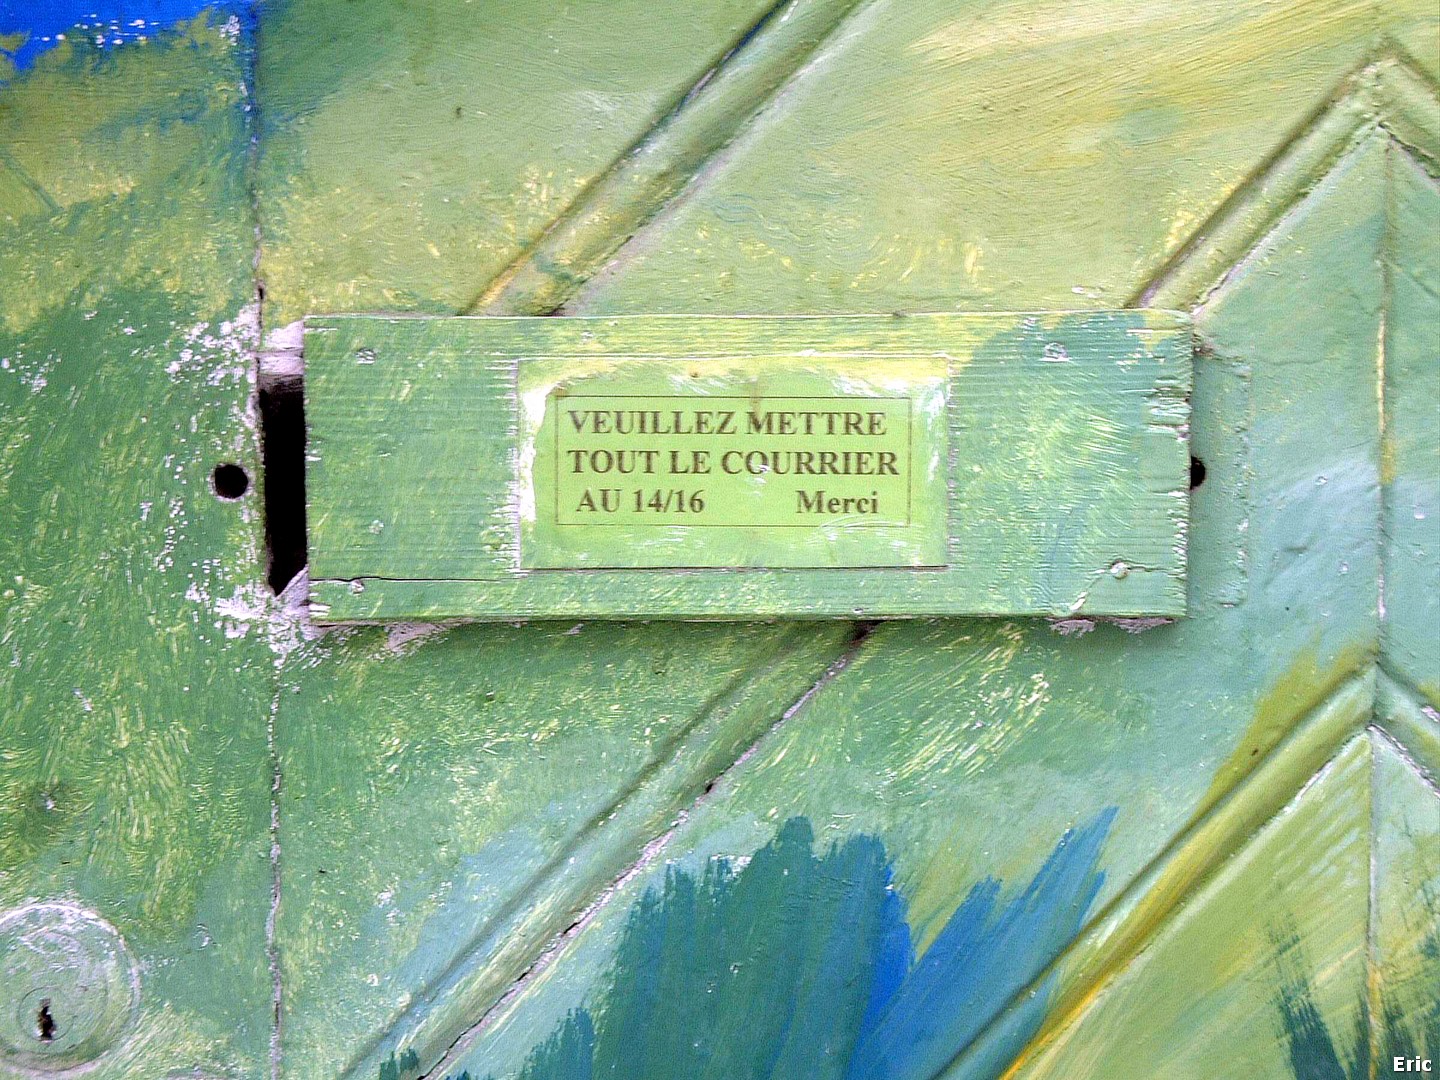 VEUILLEZ METTRE
TOUT LE COURRIER
AU 14/16 Merci
Eric